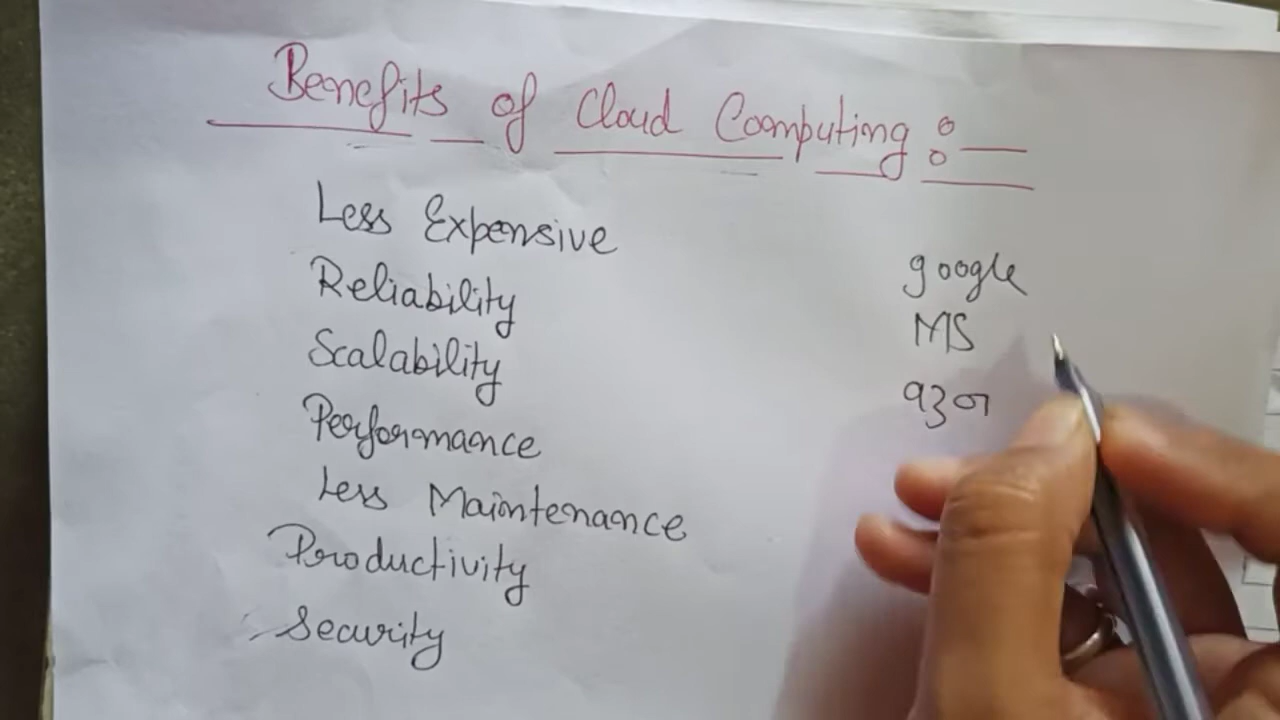 Benefits of Cloud Computing :-
Less Expensive
Reliability
Scalability
Performance
Less Maintenance
Productivity
Security
google
MS